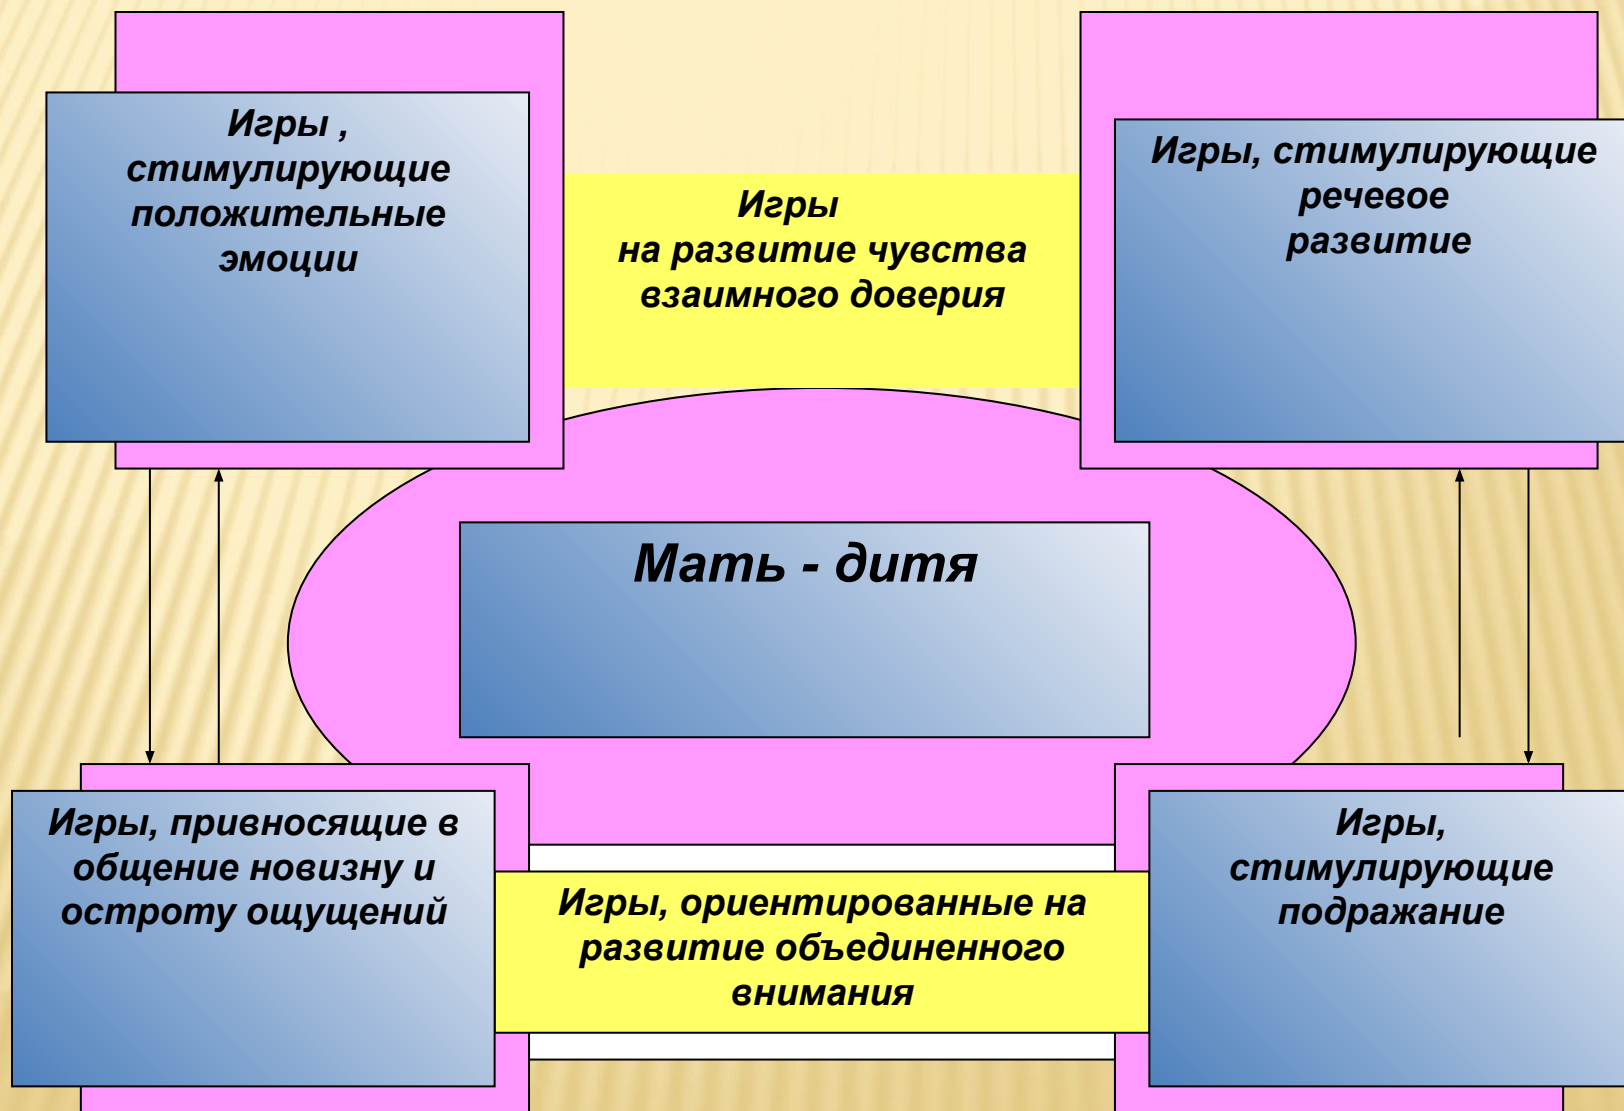 Игры ,
стимулирующие
положительные
эмоции
Игры
на развитие чувства
взаимного доверия
Игры, стимулирующие
речевое
развитие
Мать - дитя
Игры, привносящие в
общение новизну и
остроту ощущений
Игры, ориентированные на
развитие объединенного
внимания
Игры,
стимулирующие
подражание